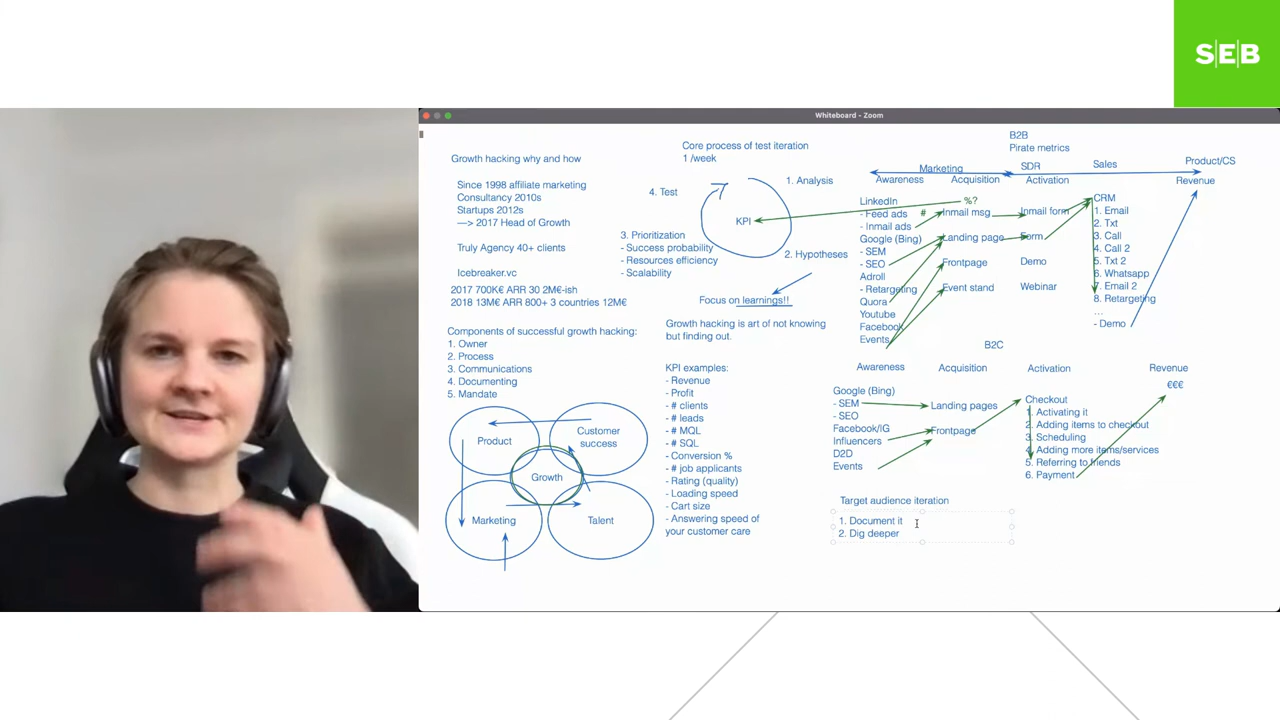 S|E|B
Whiteboard - Zoom
Growth hacking why and how
Since 1998 affiliate marketing
Consultancy 2010s
Startups 2012s
—> 2017 Head of Growth
Truly Agency 40+ clients
Icebreaker.vc
2017 700K€ ARR 30 2M€-ish
2018 13M€ ARR 800+ 3 countries 12M€
Components of successful growth hacking:
1. Owner
2. Process
3. Communications
4. Documenting
5. Mandate
Product
Customer
success
Growth
Marketing
Talent
Core process of test iteration
1 /week
1. Analysis
4. Test
KPI
3. Prioritization
- Success probability
- Resources efficiency
- Scalability
2. Hypotheses
Focus on learnings!!
Growth hacking is art of not knowing
but finding out.
KPI examples:
- Revenue
- Profit
- # clients
- # leads
- # MQL
- # SQL
- Conversion %
- # job applicants
- Rating (quality)
- Loading speed
- Cart size
- Answering speed of
your customer care
B2B
Pirate metrics
Marketing
SDR
Sales
Product/CS
Awareness
Acquisition
Activation
Revenue
LinkedIn
- Feed ads
- Inmail ads
Google (Bing)
- SEM
- SEO
Adroll
- Retargeting
Quora
Youtube
Facebook
Events
#
%?
Inmail msg
Landing page
Frontpage
Event stand
Inmail form
Form
Demo
Webinar
CRM
1. Email
2. Txt
3. Call
4. Call 2
5. Txt 2
6. Whatsapp
7. Email 2
8. Retargeting
...
- Demo
B2C
Awareness
Acquisition
Activation
Revenue
€€€
Google (Bing)
- SEM
- SEO
Facebook/IG
Influencers
D2D
Events
Landing pages
Frontpage
Checkout
1. Activating it
2. Adding items to checkout
3. Scheduling
4. Adding more items/services
5. Referring to friends
6. Payment
Target audience iteration
1. Document it
2. Dig deeper